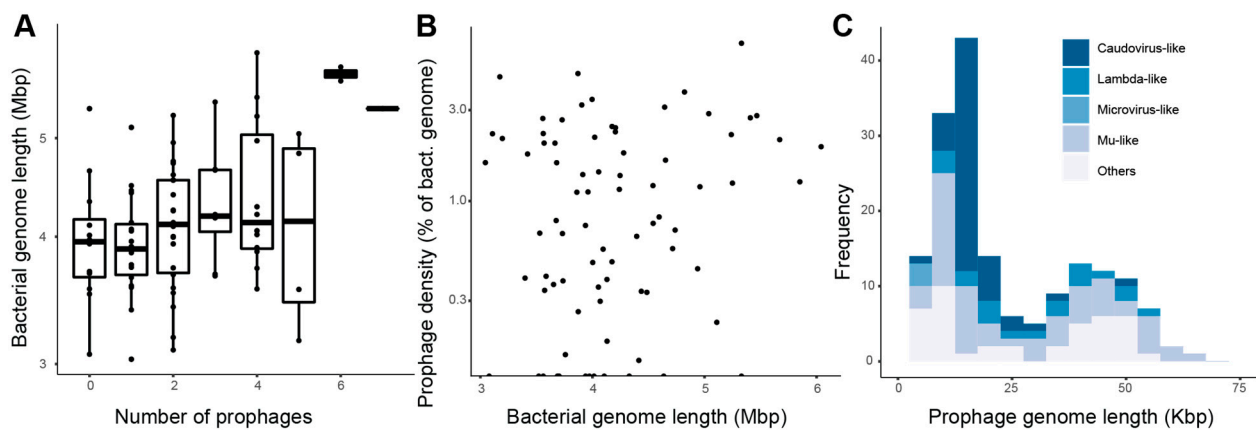 A
Bacterial genome length (Mbp)
5
4
3
0
2
4
6
Number of prophages
B
Prophage density (% of bact. genome)
3.0
1.0
0.3
3
4
5
6
Bacterial genome length (Mbp)
C
Frequency
40
30
20
10
0
0
25
50
75
Prophage genome length (Kbp)
Caudovirus-like
Lambda-like
Microvirus-like
Mu-like
Others